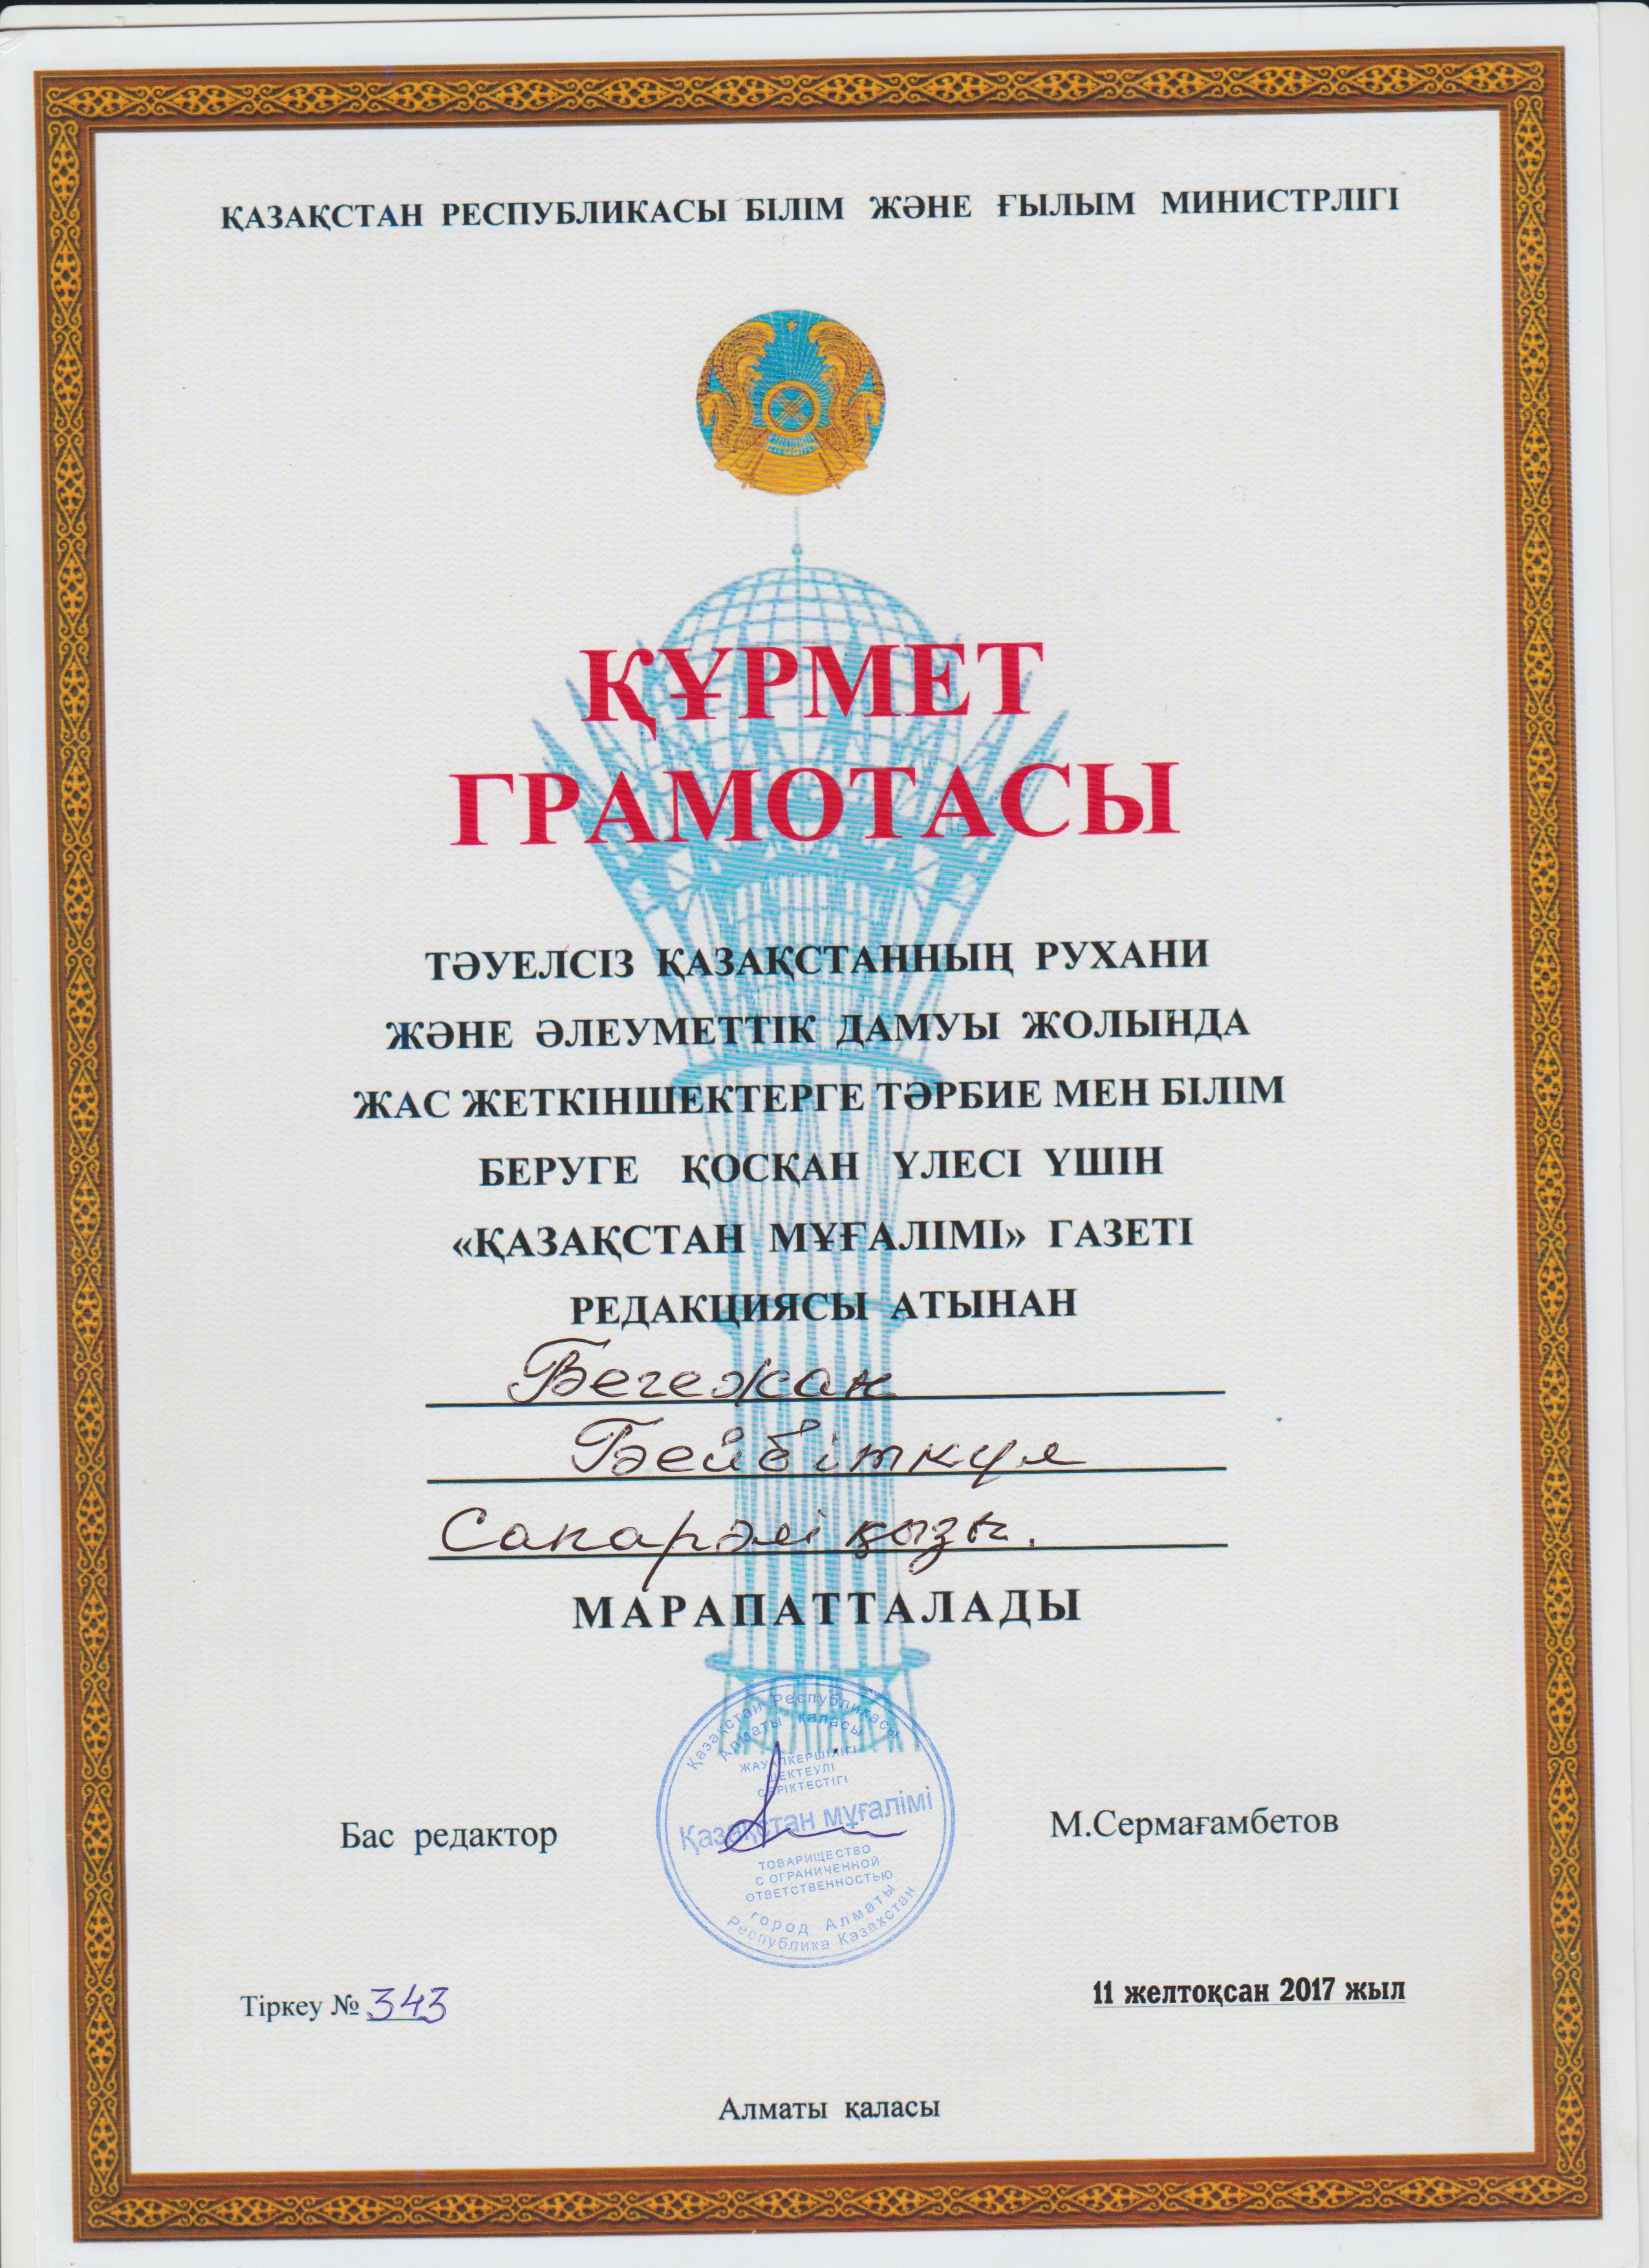 ҚАЗАҚСТАН РЕСПУБЛИКАСЫ БІЛІМ ЖӘНЕ ҒЫЛЫМ МИНИСТРЛІГІ
ҚҰРМЕТ
ГРАМОТАСЫ
ТӘУЕЛСІЗ ҚАЗАҚСТАННЫҢ РУХАНИ
ЖӘНЕ ӘЛЕУМЕТТІК ДАМУЫ ЖОЛЫНДА
ЖАС ЖЕТКІНШЕКТЕРГЕ ТӘРБИЕ МЕН БІЛІМ
БЕРУГЕ ҚОСҚАН ҮЛЕСІ ҮШІН
«ҚАЗАҚСТАН МҰҒАЛІМІ» ГАЗЕТІ
РЕДАКЦИЯСЫ АТЫНАН
Бегежан
Бейбіткүл
Сапарәлі қызы.
МАРАПАТТАЛАДЫ
Қазақстан Республикасы
Алматы қаласы
ЖАУАПКЕРШІЛІГІ
ШЕКТЕУЛІ
СЕРІКТЕСТІГІ
Қазақстан мұғалімі
ТОВАРИЩЕСТВО
С ОГРАНИЧЕННОЙ
ОТВЕТСТВЕННОСТЬЮ
город Алматы
Республика Казахстан
Бас редактор
М.Сермағамбетов
Тіркеу № 343
11 желтоқсан 2017 жыл
Алматы қаласы